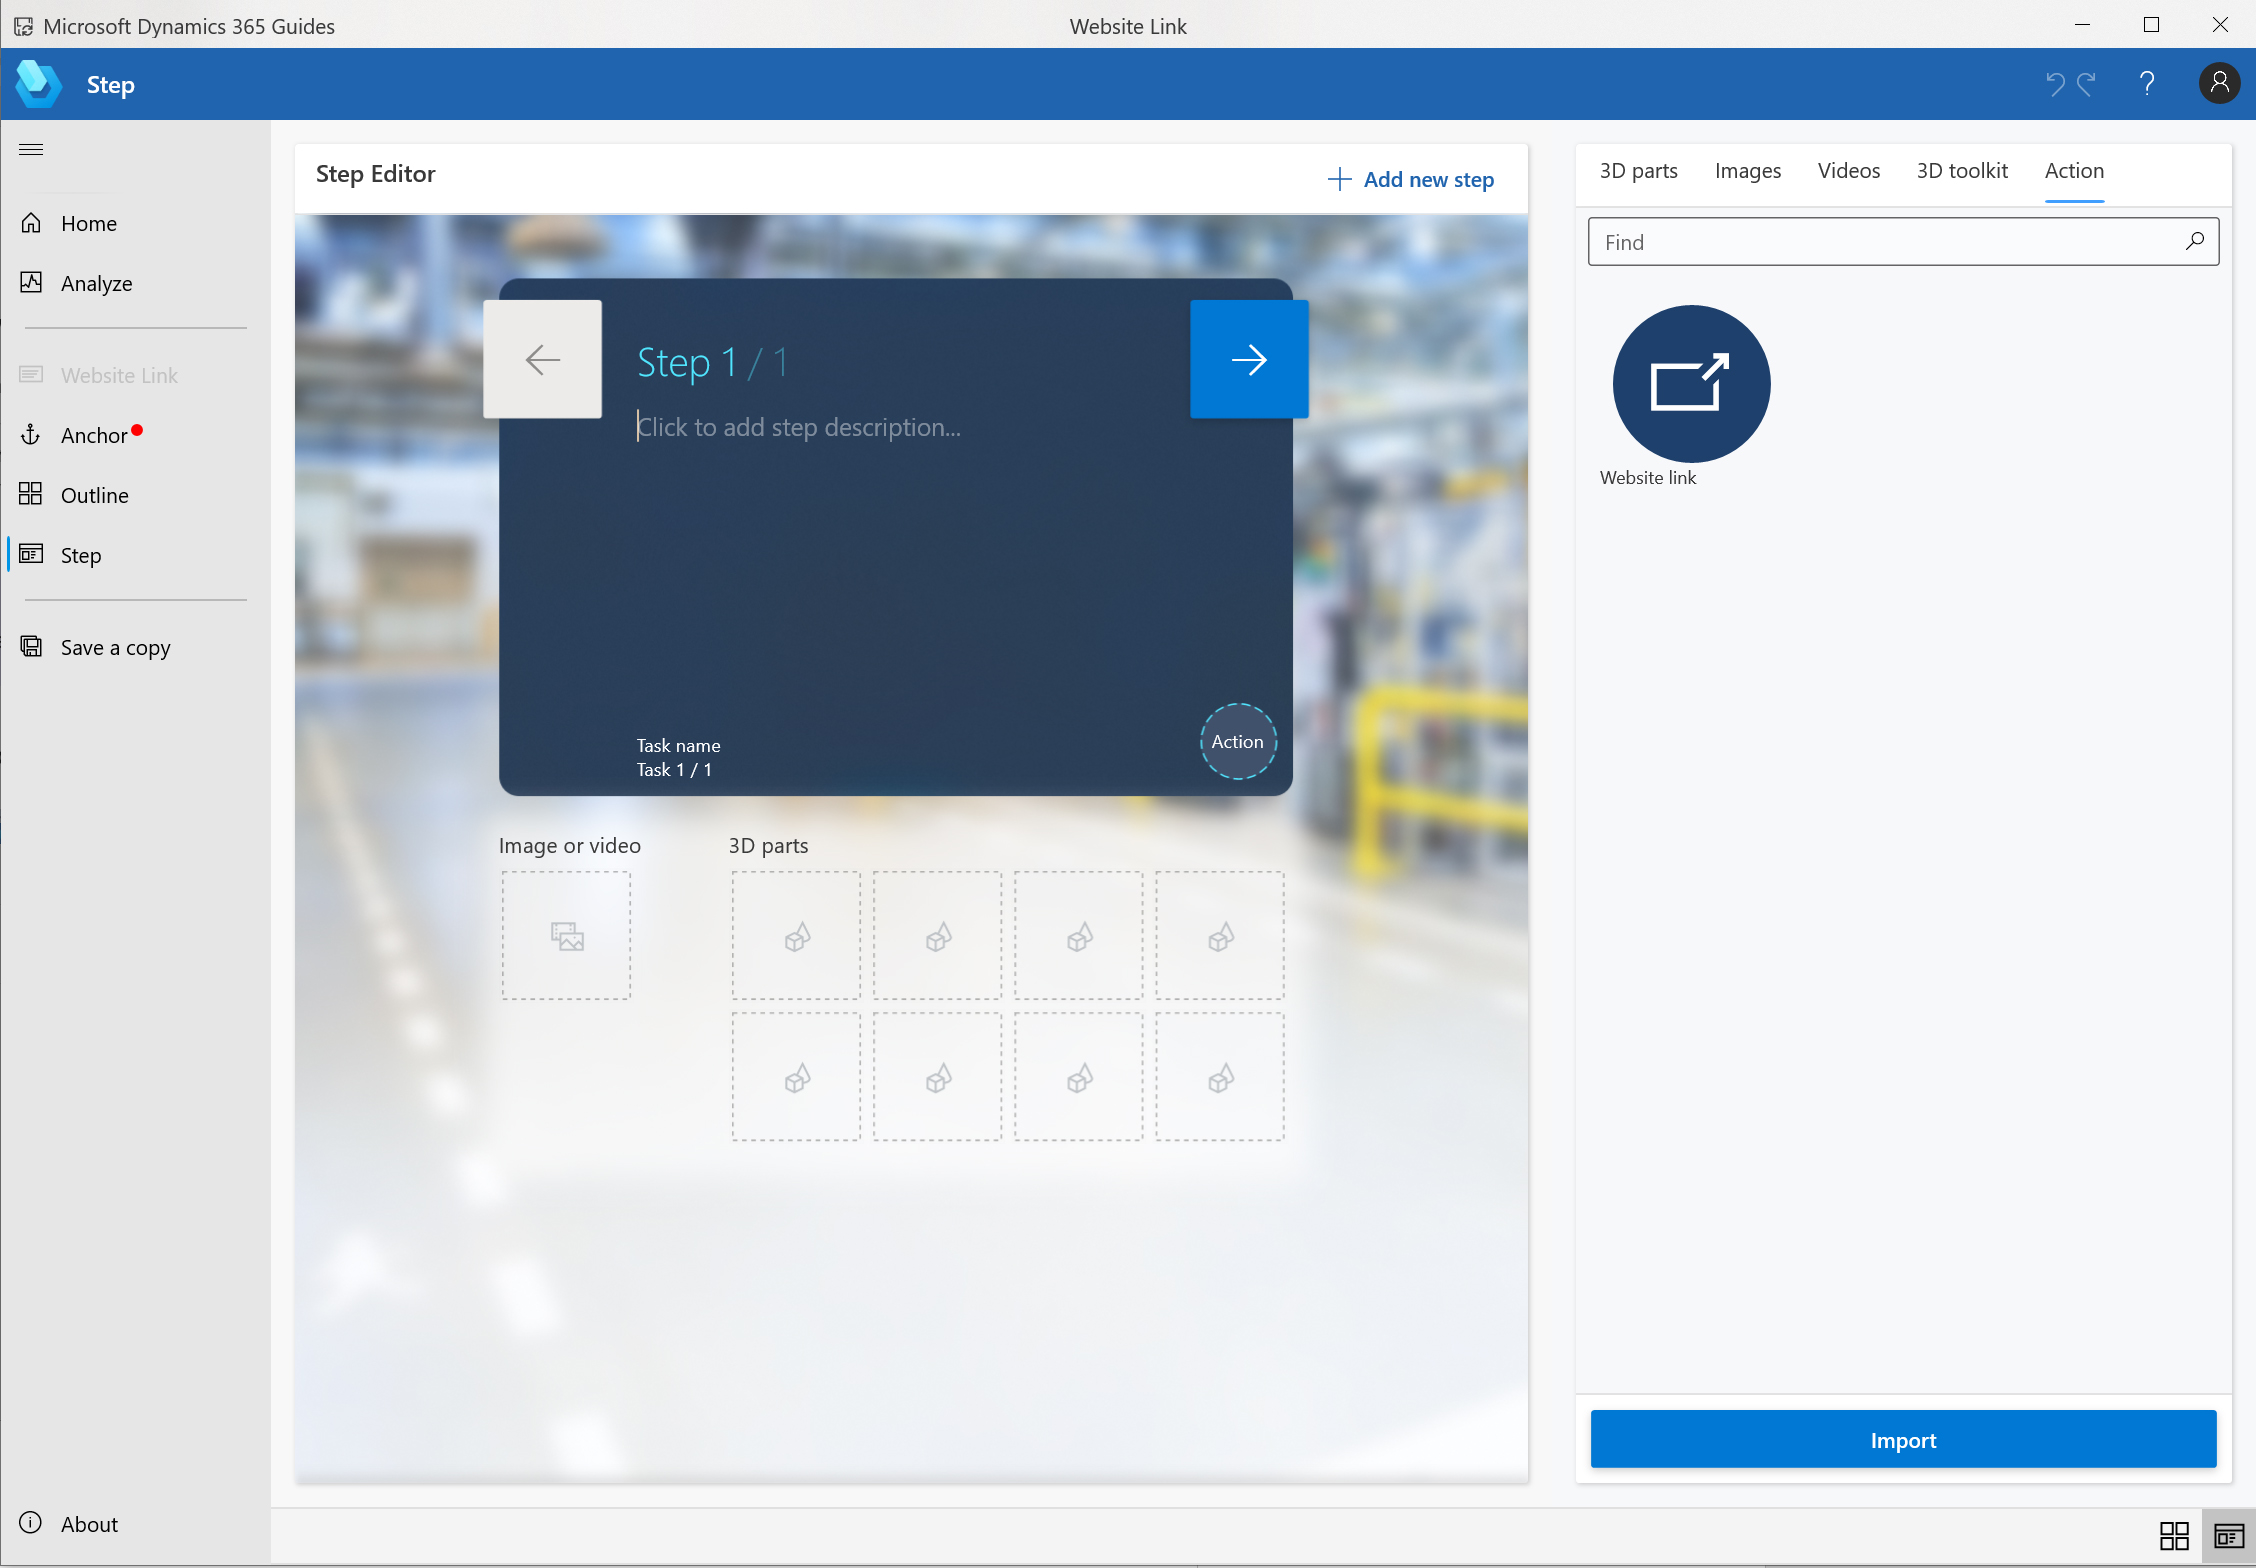 Microsoft Dynamics 365 Guides
Website Link
Step
Home
Analyze
Website Link
Anchor
Outline
Step
Save a copy
About
Step Editor
Add new step
Step 1 / 1
Click to add step description...
Task name
Task 1 / 1
Action
Image or video
3D parts
3D parts Images Videos 3D toolkit Action
Find
Website link
Import